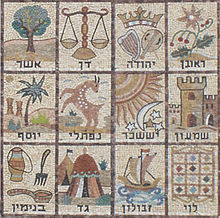 ראובן יהודה דן אשר
שמעון יששכר נפתלי יוסף
לוי זבולון גד בנימין